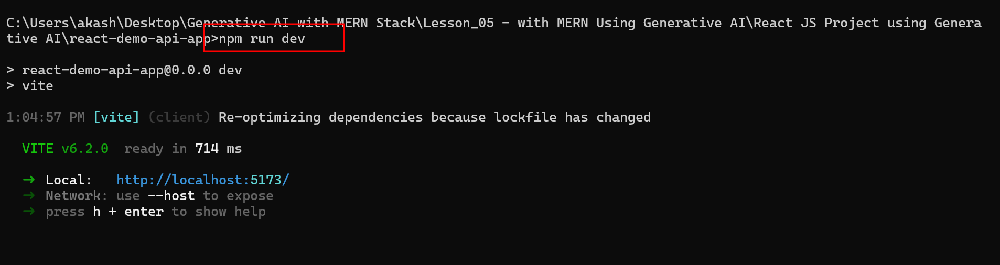 C:\Users\akash\Desktop\Generative AI with MERN Stack\Lesson_05 - with MERN Using Generative AI\React JS Project using Genera
tive AI\react-demo-api-app>npm run dev
> react-demo-api-app@0.0.0 dev
> vite
1:04:57 PM [vite] (client) Re-optimizing dependencies because lockfile has changed
VITE v6.2.0  ready in 714 ms
➜ Local:   http://localhost:5173/
➜ Network: use --host to expose
➜ press h + enter to show help